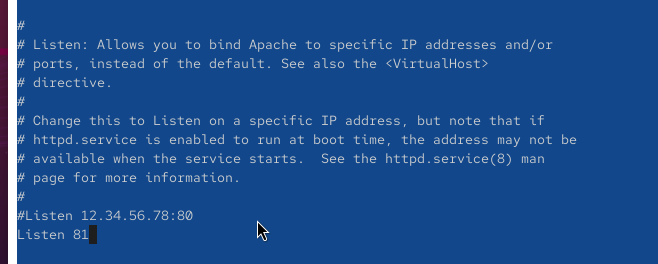 #
# Listen: Allows you to bind Apache to specific IP addresses and/or
# ports, instead of the default. See also the <VirtualHost>
# directive.
#
# Change this to Listen on a specific IP address, but note that if
# httpd.service is enabled to run at boot time, the address may not be
# available when the service starts.  See the httpd.service(8) man
# page for more information.
#
#Listen 12.34.56.78:80
Listen 81